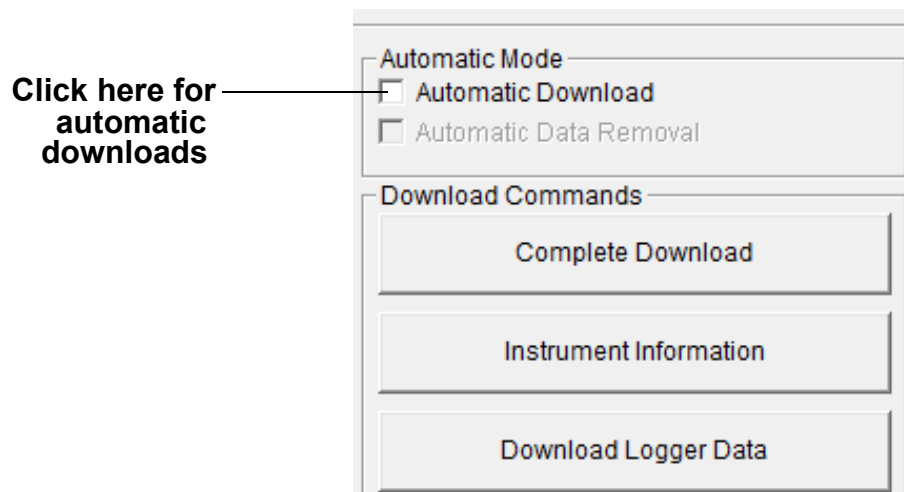 Click here for
automatic
downloads
Automatic Mode
Automatic Download
Automatic Data Removal
Download Commands
Complete Download
Instrument Information
Download Logger Data